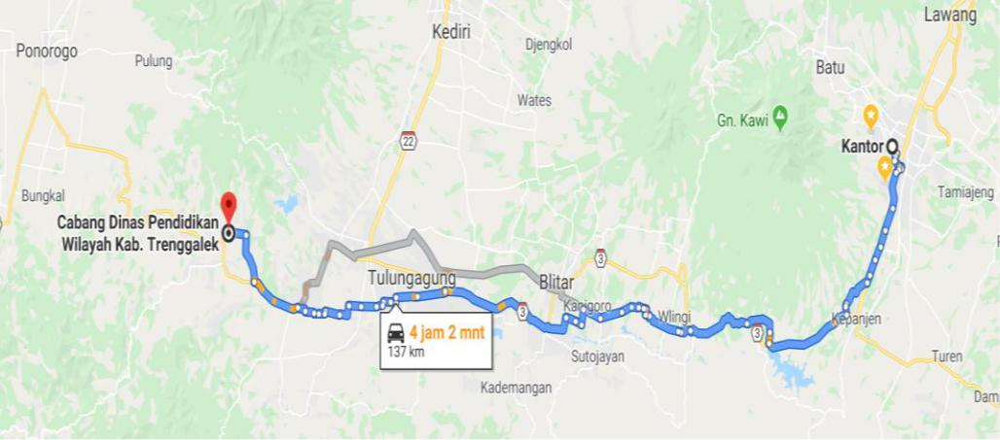 Lawang
Ponorogo
Kediri
Djengkol
Pulung
Batu
Wates
Gn. Kawi
22
Kantor
Bungkal
Tamiajeng
Cabang Dinas Pendidikan
Wilayah Kab. Trenggalek
3
Tulungagung
Blitar
Kanigoro
3
Wlingi
Kepanjen
4 jam 2 mnt
137 km
3
Sutojayan
Turen
Kademangan
Dam